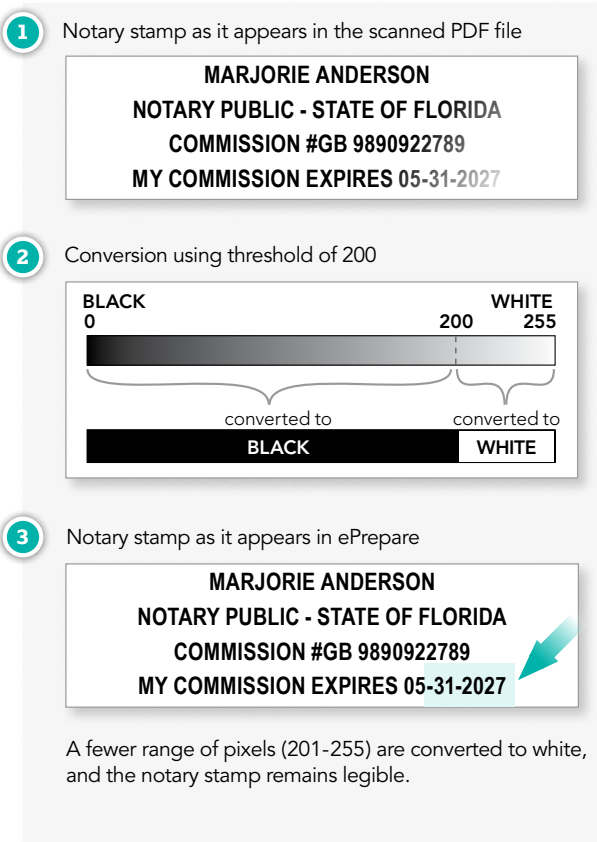 1 Notary stamp as it appears in the scanned PDF file
MARJORIE ANDERSON
NOTARY PUBLIC - STATE OF FLORIDA
COMMISSION #GB 9890922789
MY COMMISSION EXPIRES 05-31-2027
2 Conversion using threshold of 200
BLACK WHITE
0 200 255
converted to converted to
BLACK WHITE
3 Notary stamp as it appears in ePrepare
MARJORIE ANDERSON
NOTARY PUBLIC - STATE OF FLORIDA
COMMISSION #GB 9890922789
MY COMMISSION EXPIRES 05-31-2027
A fewer range of pixels (201-255) are converted to white,
and the notary stamp remains legible.